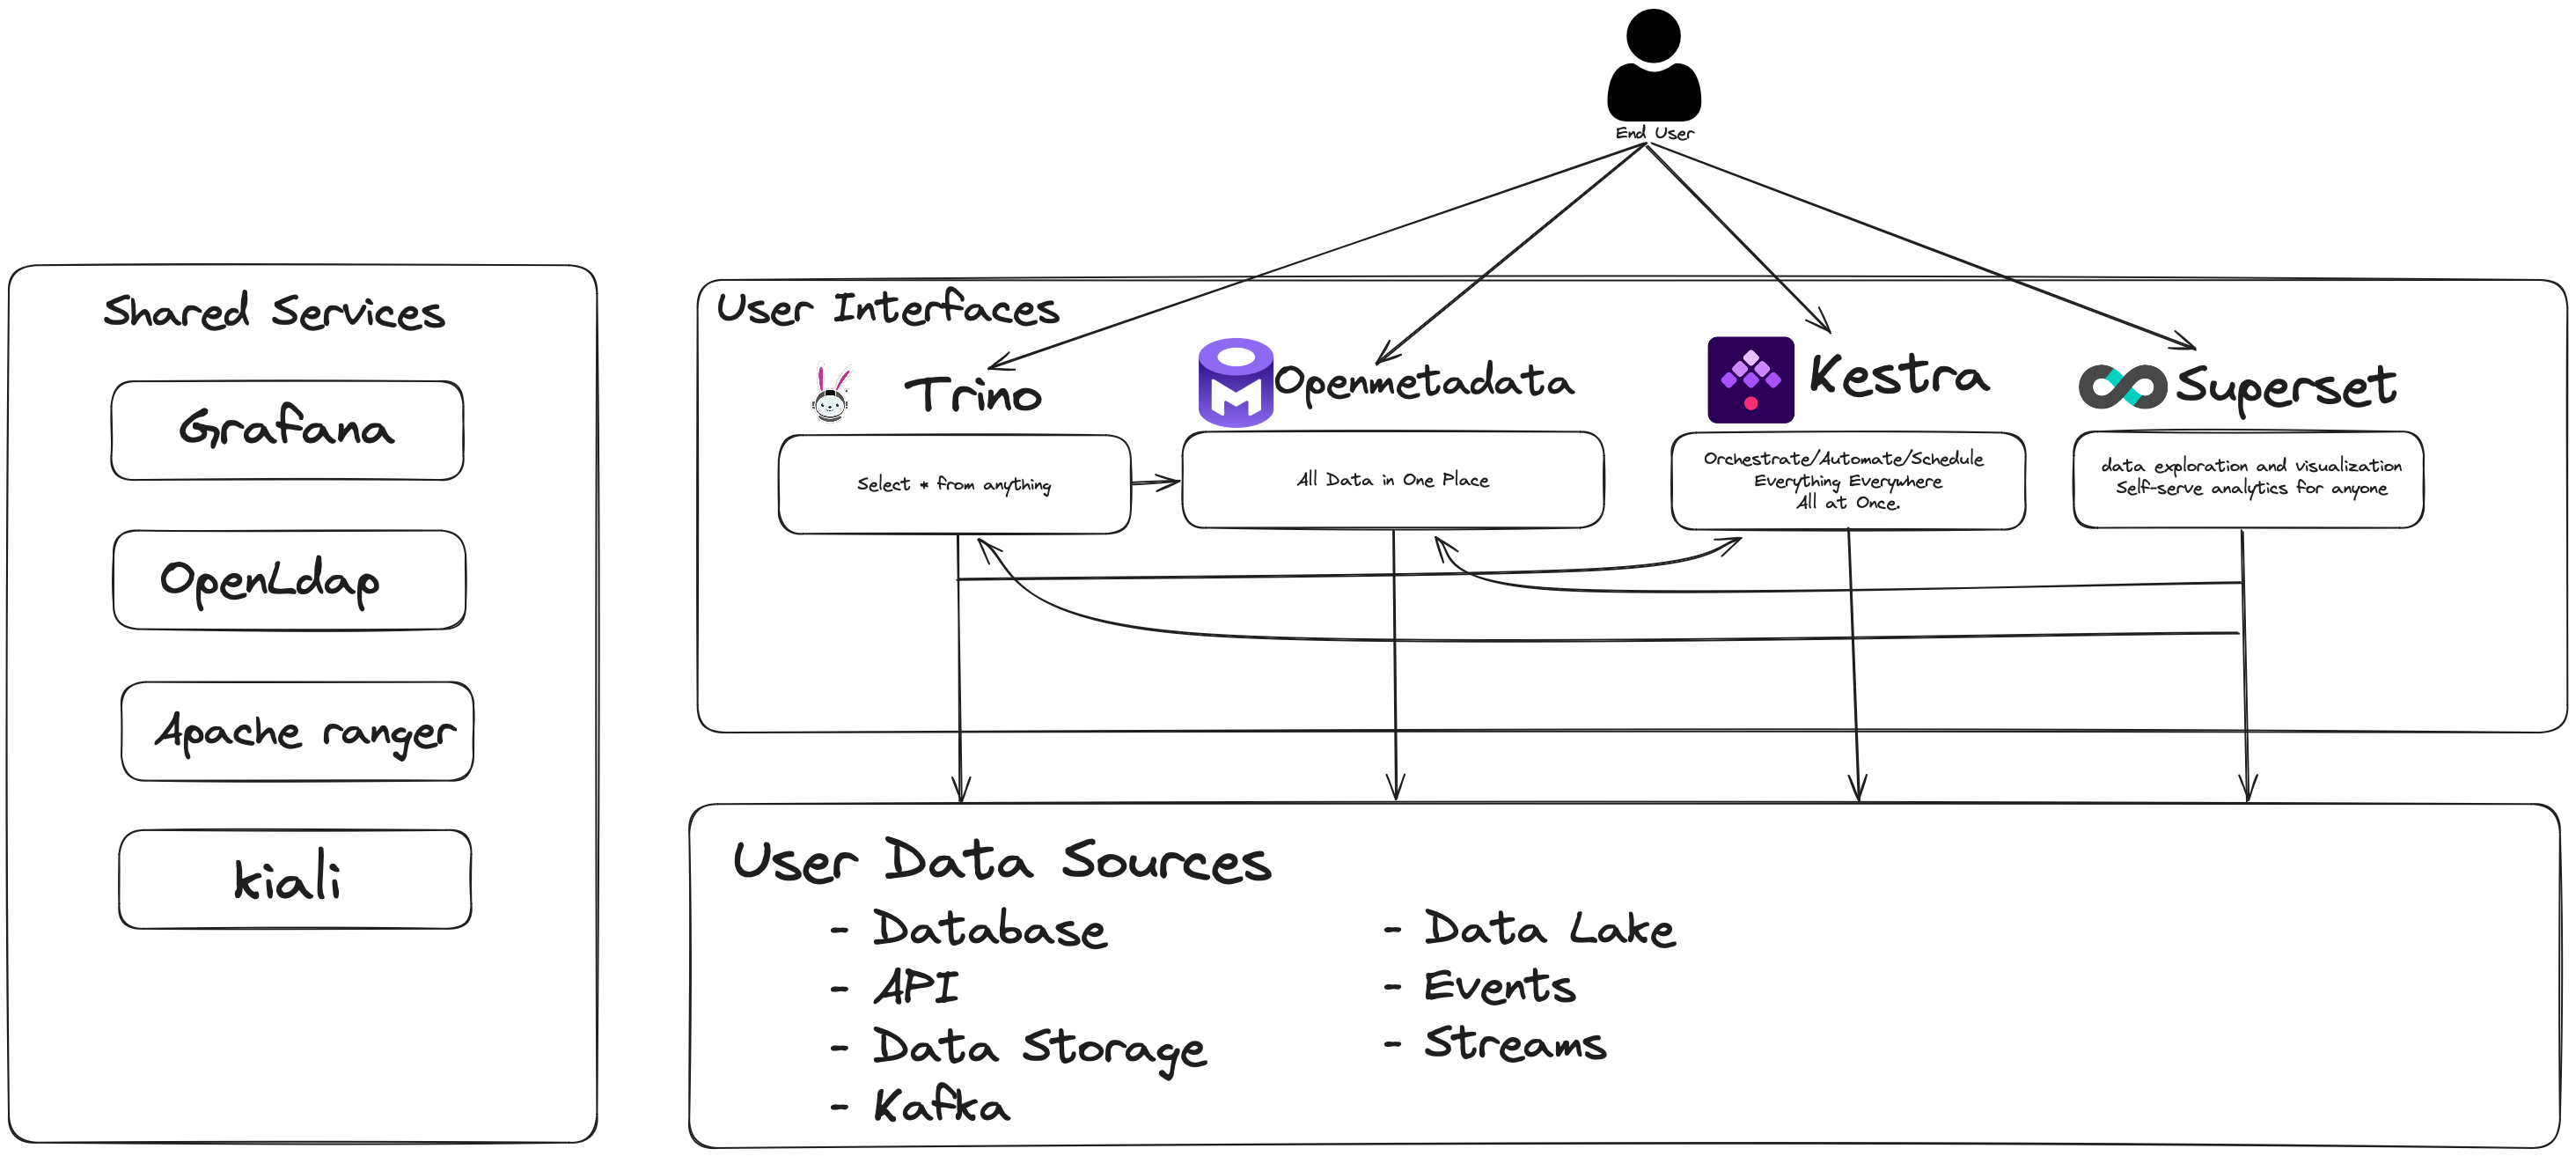 End User
Shared Services
Grafana
OpenLdap
Apache ranger
kiali
User Interfaces
Trino
Select * from anything
Openmetadata
All Data in One Place
Kestra
Orchestrate/Automate/Schedule
Everything Everywhere
All at Once.
Superset
data exploration and visualization
Self-serve analytics for anyone
User Data Sources
- Database
- API
- Data Storage
- Kafka
- Data Lake
- Events
- Streams